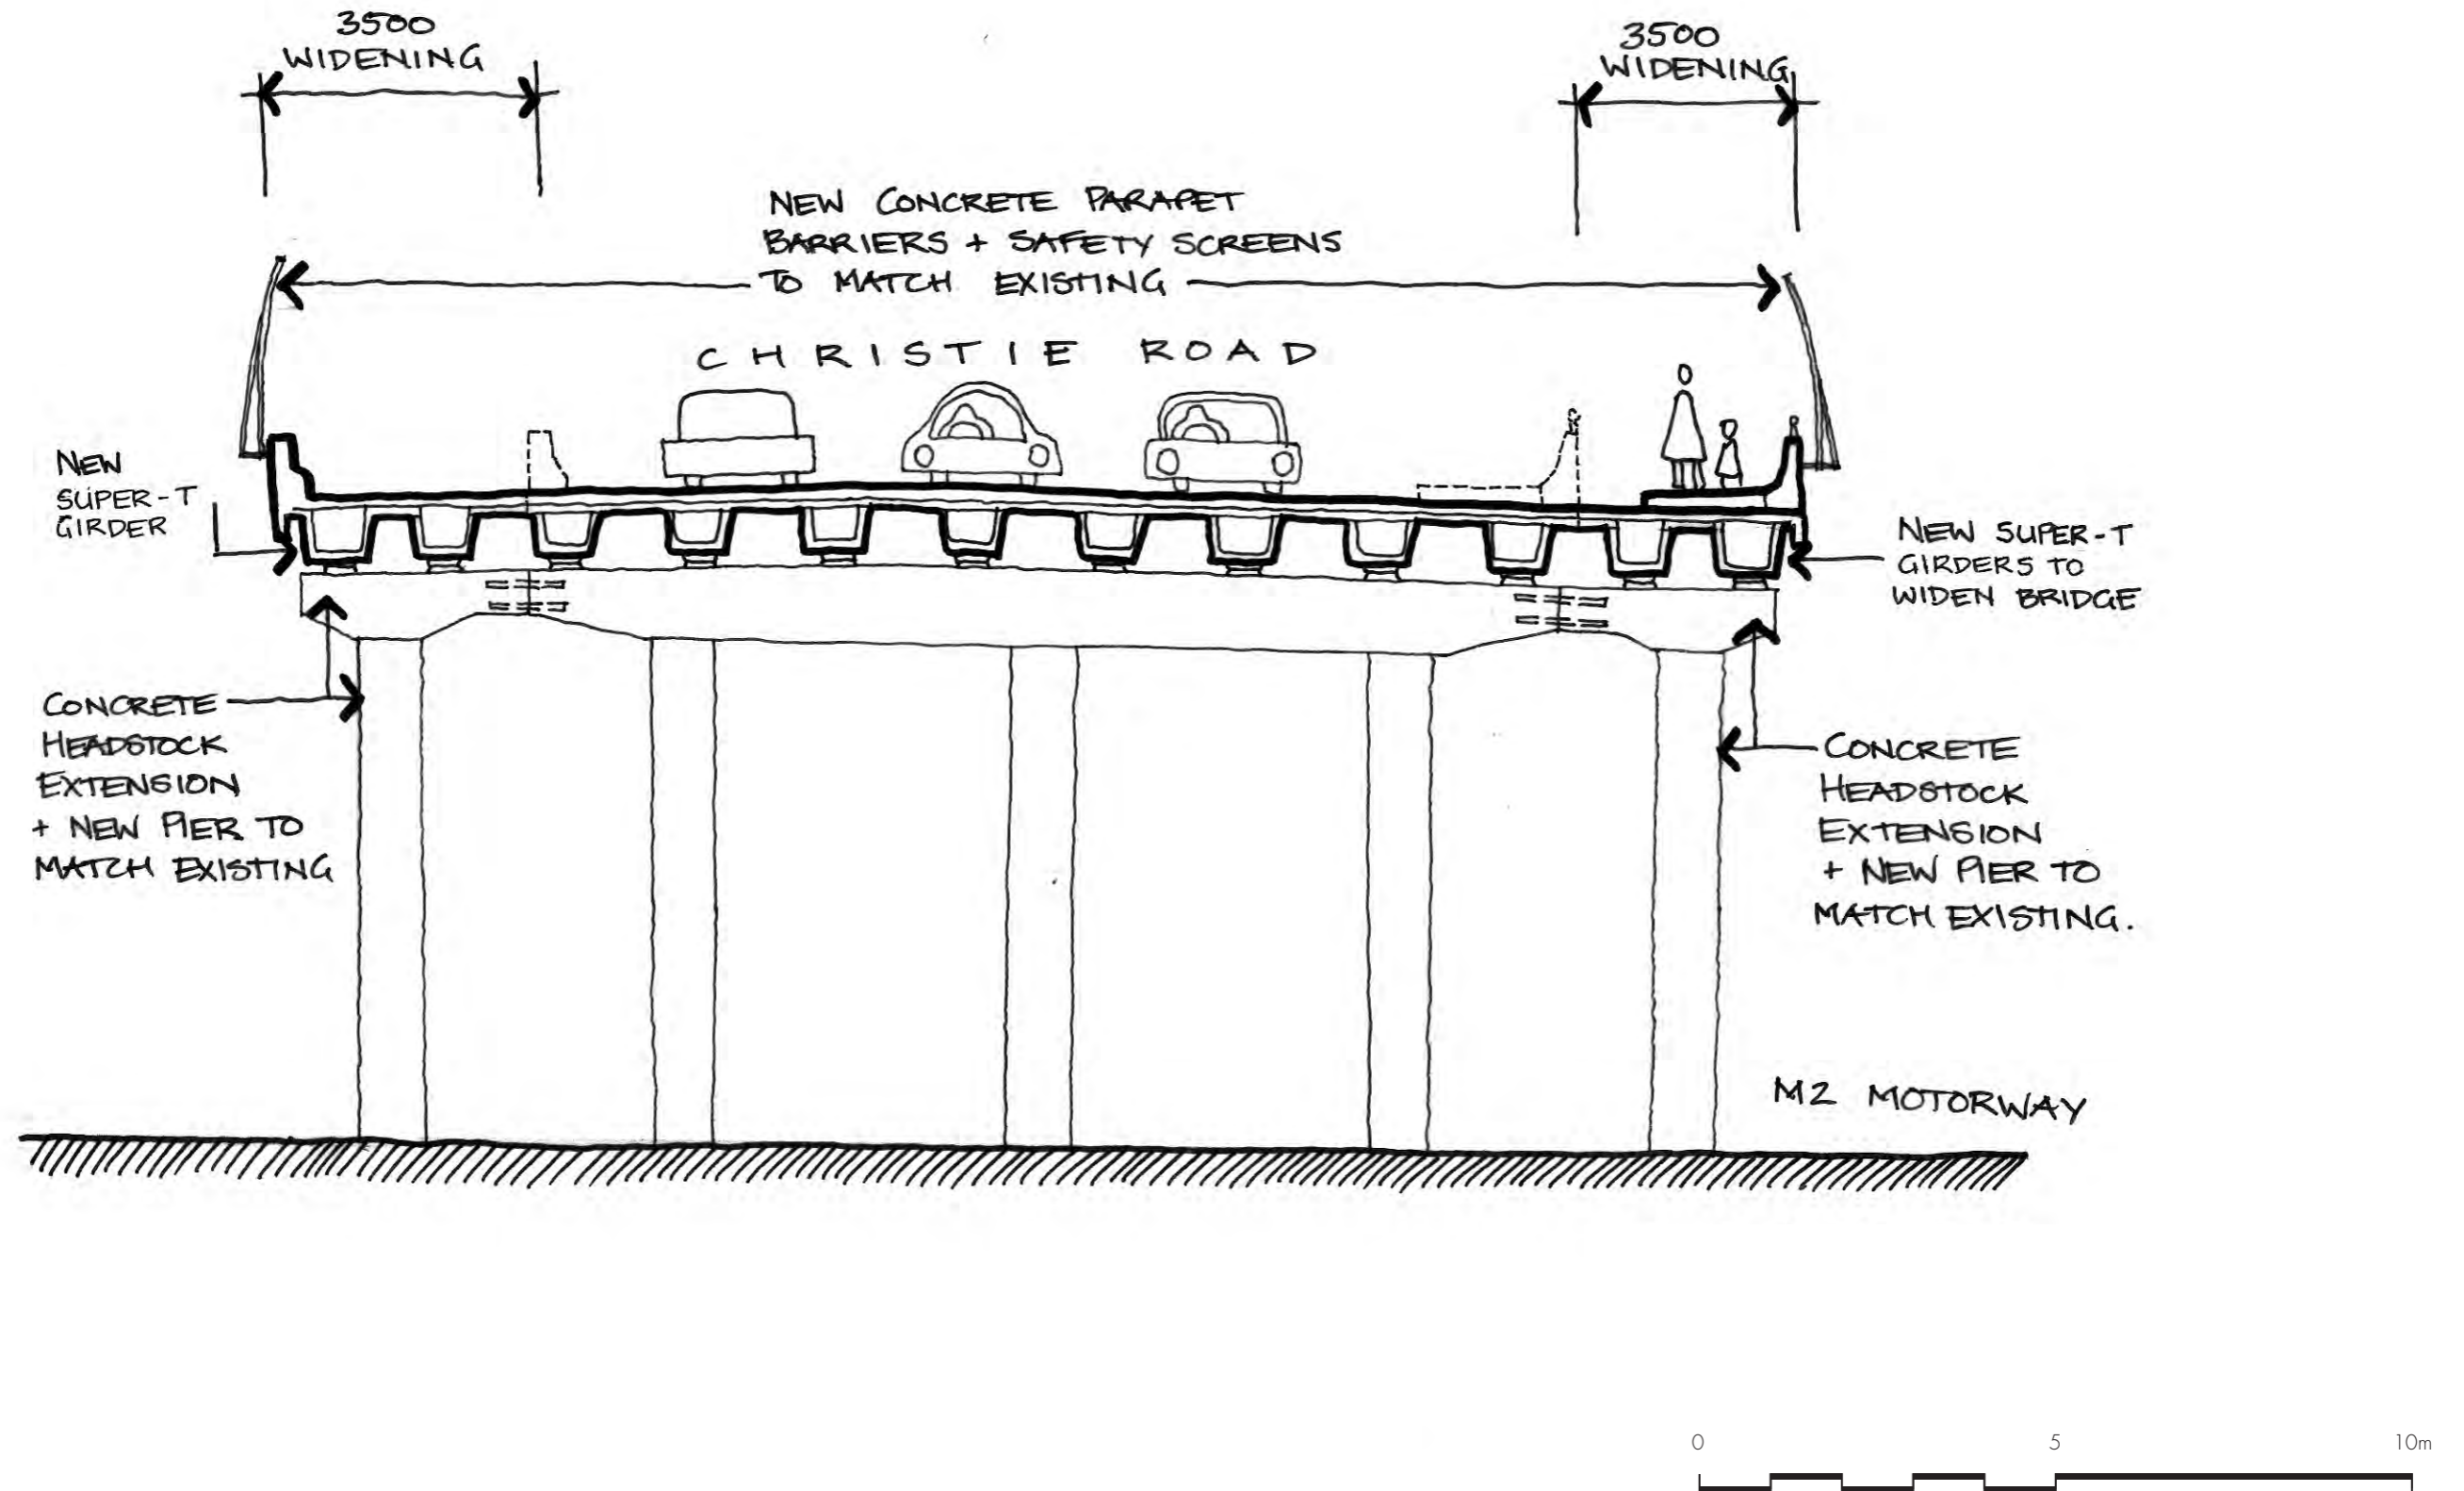 3500
WIDENING
3500
WIDENING
NEW CONCRETE PARAPET
BARRIERS + SAFETY SCREENS
TO MATCH EXISTING
CHRISTIE ROAD
NEW
SUPER-T
GIRDER
NEW SUPER-T
GIRDERS TO
WIDEN BRIDGE
CONCRETE
HEADSTOCK
EXTENSION
+ NEW PIER TO
MATCH EXISTING
CONCRETE
HEADSTOCK
EXTENSION
+ NEW PIER TO
MATCH EXISTING.
M2 MOTORWAY
0 5 10m